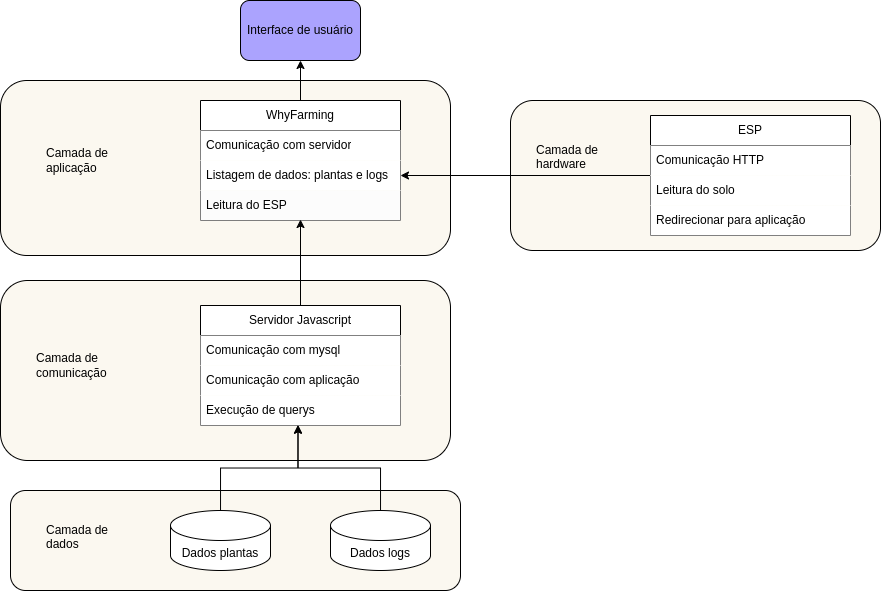 Interface de usuário
Camada de
aplicação
WhyFarming
Comunicação com servidor
Listagem de dados: plantas e logs
Leitura do ESP
Camada de
hardware
ESP
Comunicação HTTP
Leitura do solo
Redirecionar para aplicação
Camada de
comunicação
Servidor Javascript
Comunicação com mysql
Comunicação com aplicação
Execução de querys
Camada de
dados
Dados plantas
Dados logs